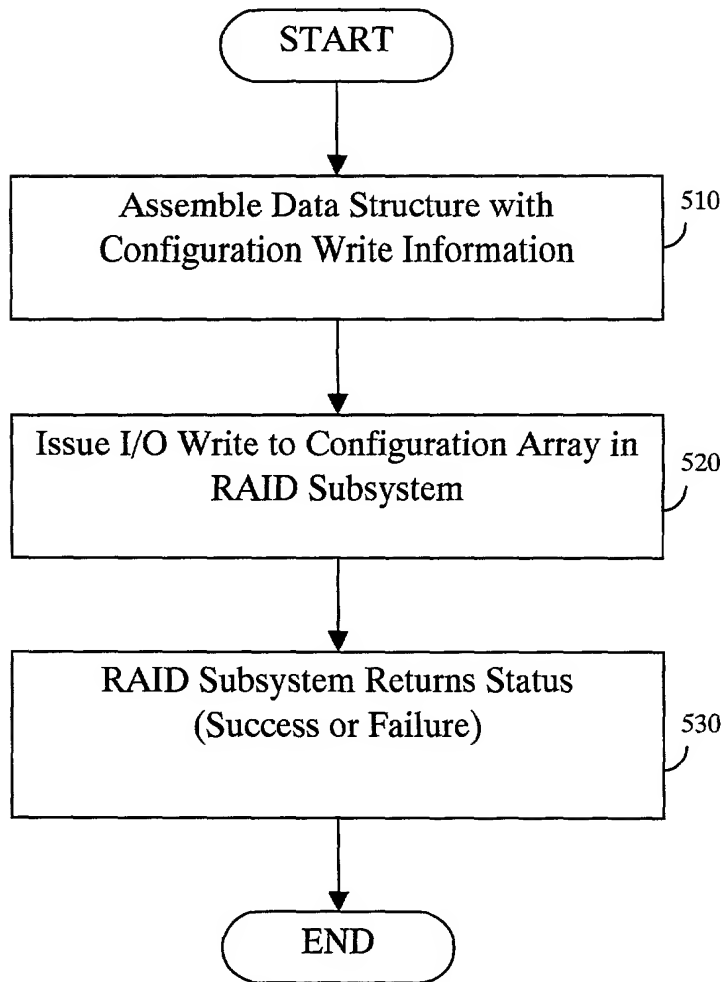 START
Assemble Data Structure with
Configuration Write Information
510
Issue I/O Write to Configuration Array in
RAID Subsystem
520
RAID Subsystem Returns Status
(Success or Failure)
530
END